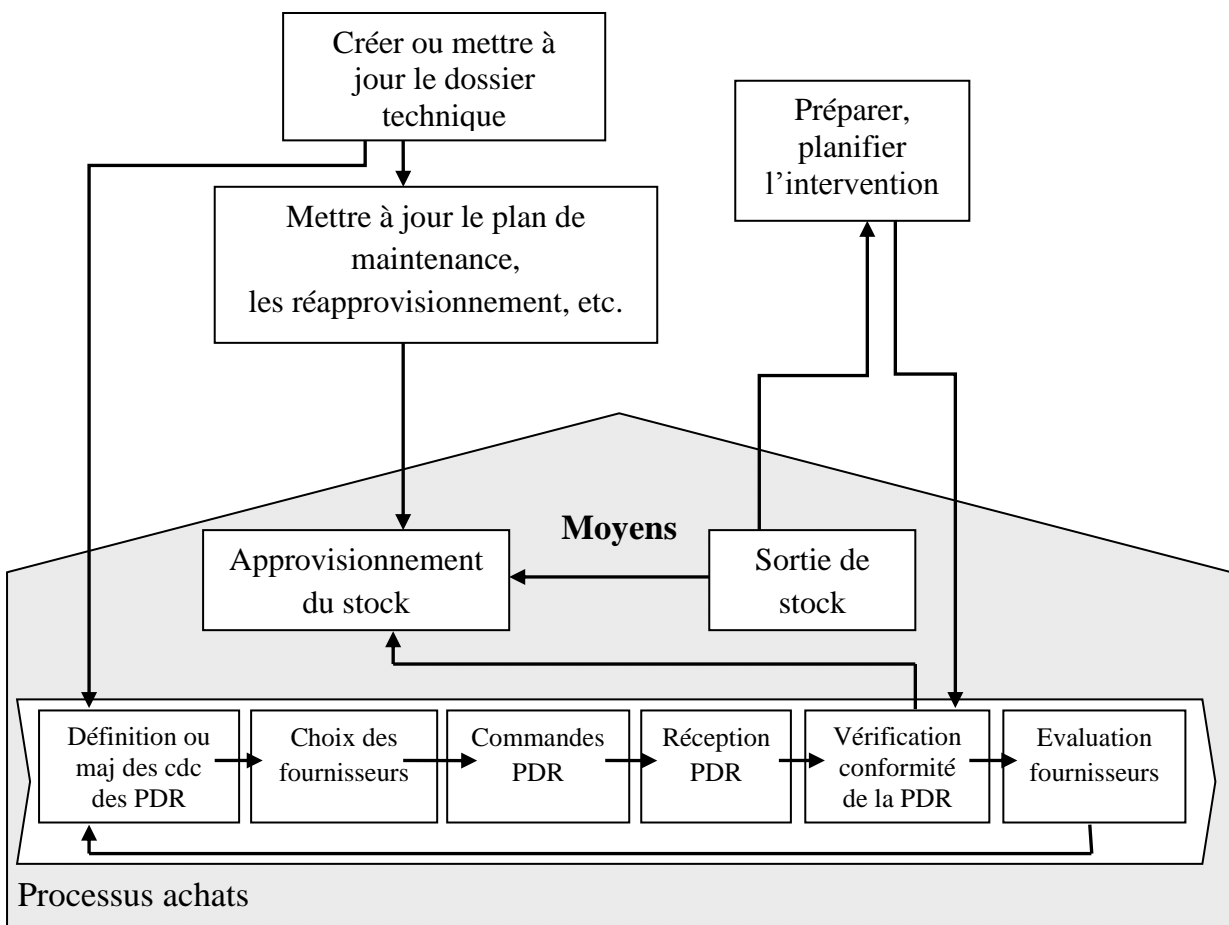 Créer ou mettre à
jour le dossier
technique
Préparer,
planifier
l’intervention
Mettre à jour le plan de
maintenance,
les réapprovisionnement, etc.
Moyens
Approvisionnement
du stock
Sortie de
stock
Définition ou
maj des cdc
des PDR
Choix des
fournisseurs
Commandes
PDR
Réception
PDR
Vérification
conformité
de la PDR
Evaluation
fournisseurs
Processus achats